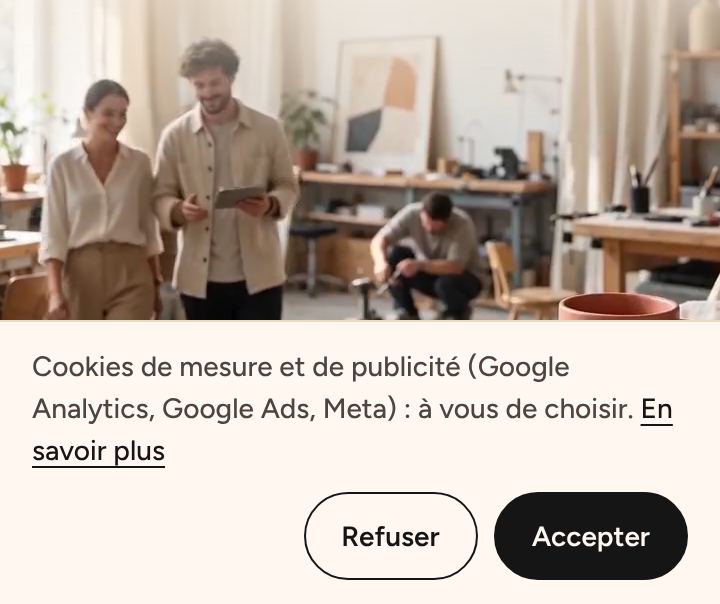 Cookies de mesure et de publicité (Google
Analytics, Google Ads, Meta) : à vous de choisir. En
savoir plus
Refuser
Accepter